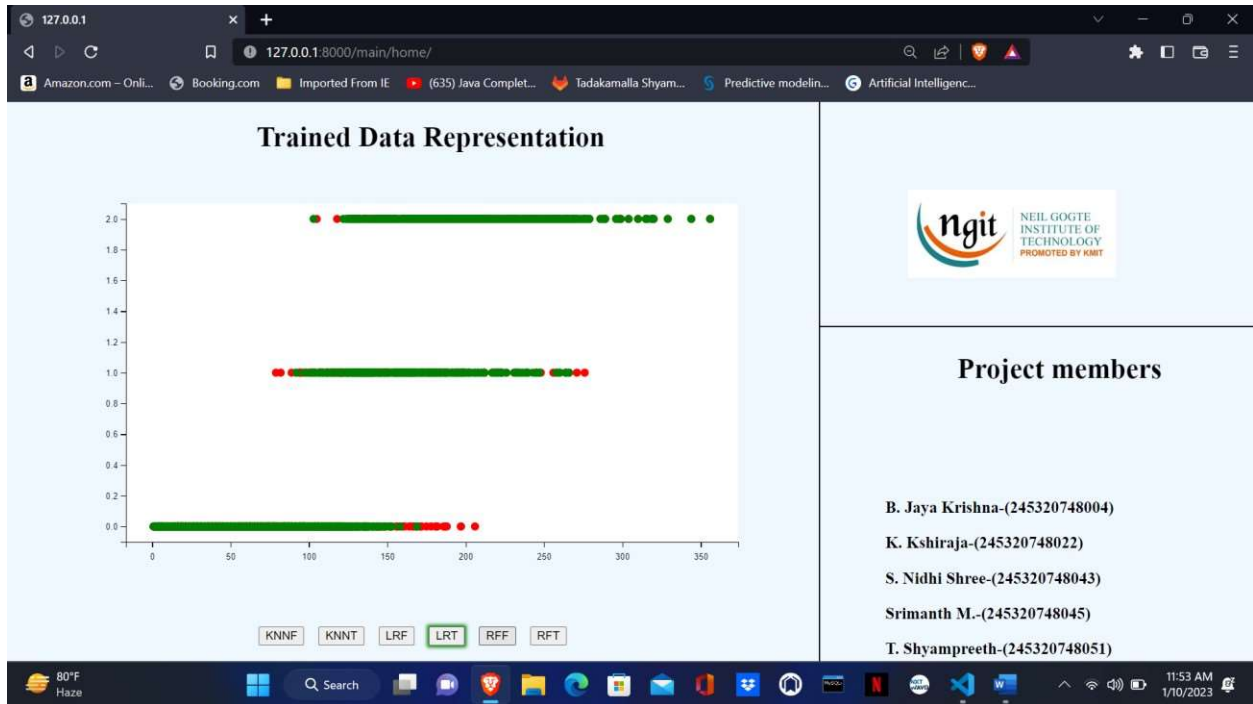 127.0.0.1
127.0.0.1:8000/main/home/
Amazon.com – Onli... Booking.com Imported From IE (635) Java Complet... Tadakamalla Shyam... Predictive modelin... Artificial Intelligenc...
Trained Data Representation
2.0
1.8
1.6
1.4
1.2
1.0
0.8
0.6
0.4
0.2
0.0
0 50 100 150 200 250 300 350
KNNF KNNT LRF LRT RFF RFT
ngit
NEIL GOGTE
INSTITUTE OF
TECHNOLOGY
PROMOTED BY KMIT
Project members
B. Jaya Krishna-(245320748004)
K. Kshiraja-(245320748022)
S. Nidhi Shree-(245320748043)
Srimanth M.-(245320748045)
T. Shyampreeth-(245320748051)
80°F
Haze
Search
11:53 AM
1/10/2023